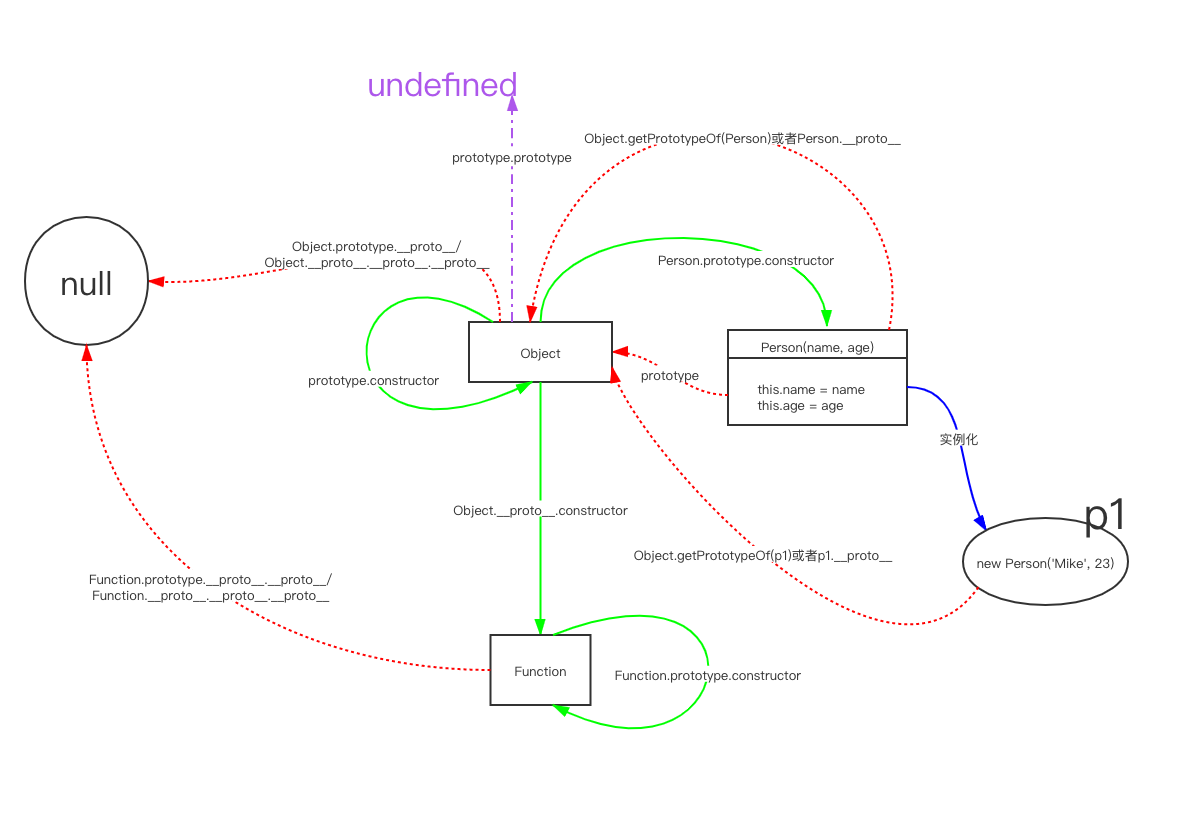 undefined
Object.getPrototypeOf(Person)或者Person.__proto__
prototype.prototype
Object.prototype.__proto__/
Object.__proto__.__proto__.__proto__
Person.prototype.constructor
null
Object
Person(name, age)
prototype
prototype.constructor
this.name = name
this.age = age
实例化
Object.__proto__.constructor
p1
Object.getPrototypeOf(p1)或者p1.__proto__
new Person('Mike', 23)
Function.prototype.__proto__.__proto__/
Function.__proto__.__proto__.__proto__
Function
Function.prototype.constructor